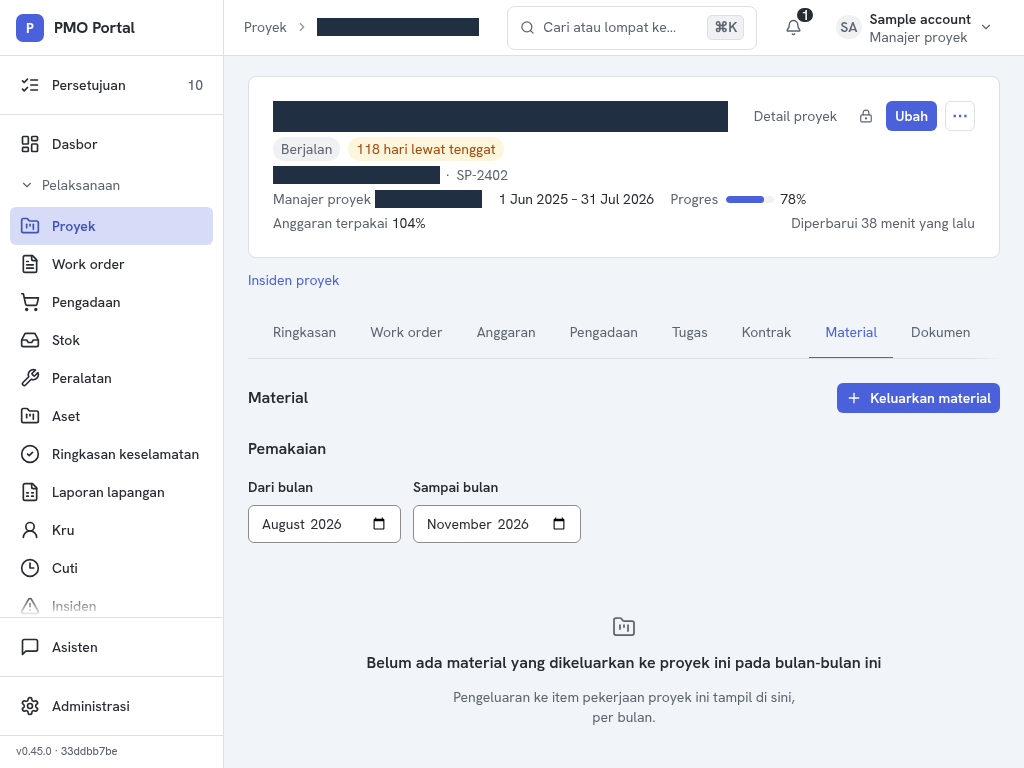 P PMO Portal
Persetujuan 10
Dasbor
Pelaksanaan
Proyek
Work order
Pengadaan
Stok
Peralatan
Aset
Ringkasan keselamatan
Laporan lapangan
Kru
Cuti
Insiden
Asisten
Administrasi
v0.45.0 · 33ddbb7be
Proyek
Cari atau lompat ke... ⌘K
1
SA Sample account
Manajer proyek
Detail proyek Ubah
Berjalan 118 hari lewat tenggat
· SP-2402
Manajer proyek 1 Jun 2025 – 31 Jul 2026 Progres 78%
Anggaran terpakai 104% Diperbarui 38 menit yang lalu
Insiden proyek
Ringkasan Work order Anggaran Pengadaan Tugas Kontrak Material Dokumen
Material Keluarkan material
Pemakaian
Dari bulan Sampai bulan
August 2026 November 2026
Belum ada material yang dikeluarkan ke proyek ini pada bulan-bulan ini
Pengeluaran ke item pekerjaan proyek ini tampil di sini,
per bulan.